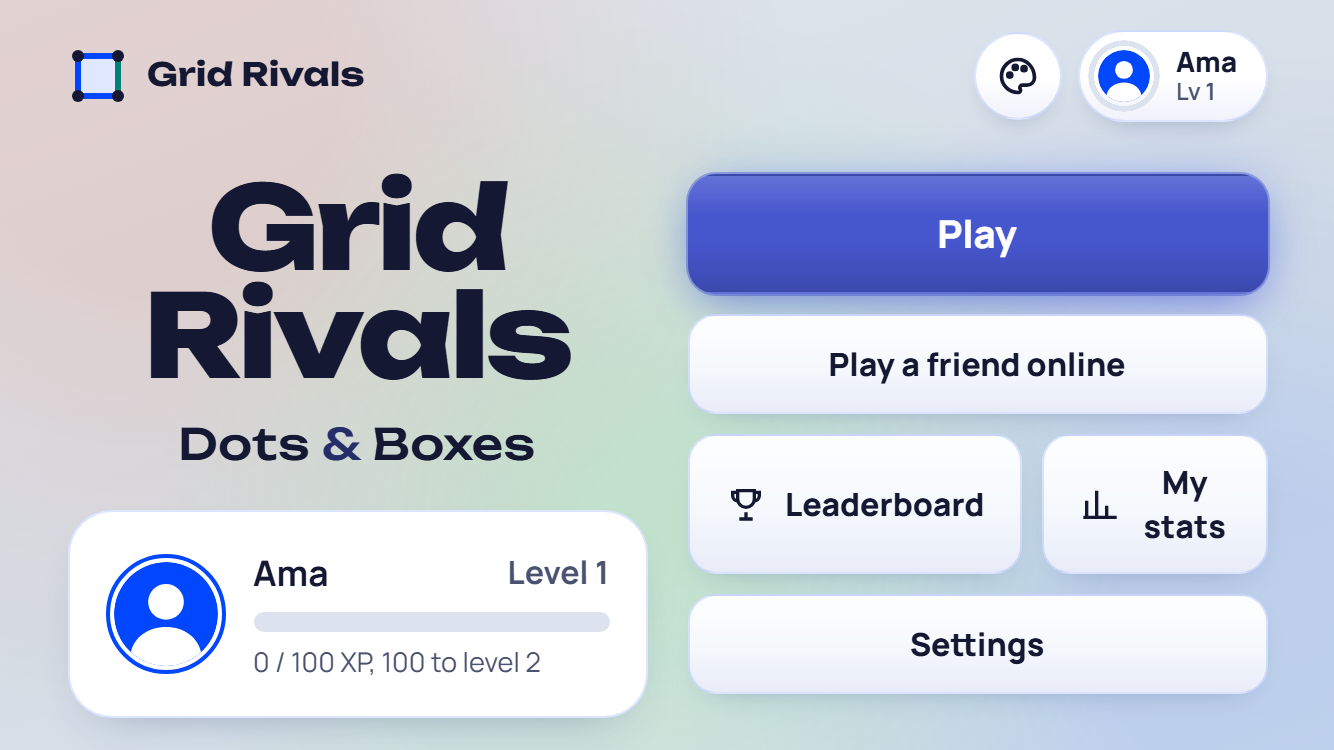 Grid Rivals
Ama
Lv 1
Grid
Rivals
Dots & Boxes
Ama
Level 1
0 / 100 XP, 100 to level 2
Play
Play a friend online
Leaderboard
My
stats
Settings